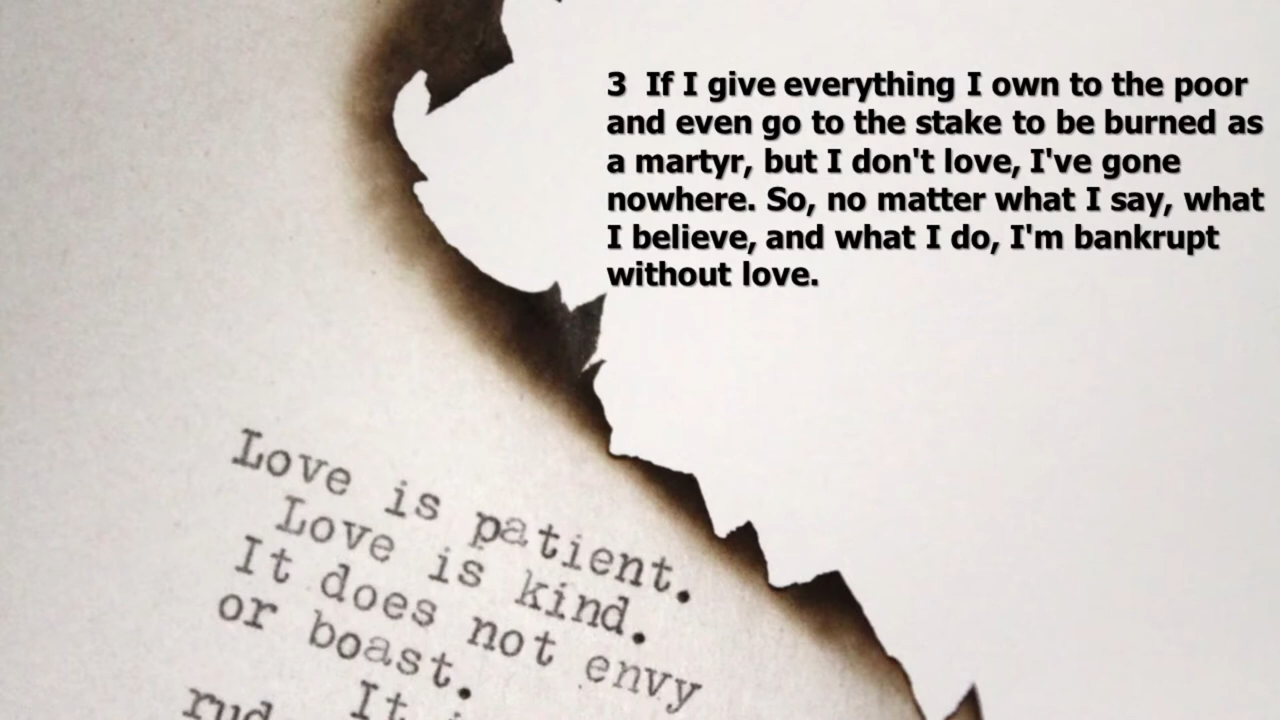 3 If I give everything I own to the poor
and even go to the stake to be burned as
a martyr, but I don't love, I've gone
nowhere. So, no matter what I say, what
I believe, and what I do, I'm bankrupt
without love.
Love is patient.
Love is kind.
It does not envy
or boast.
It